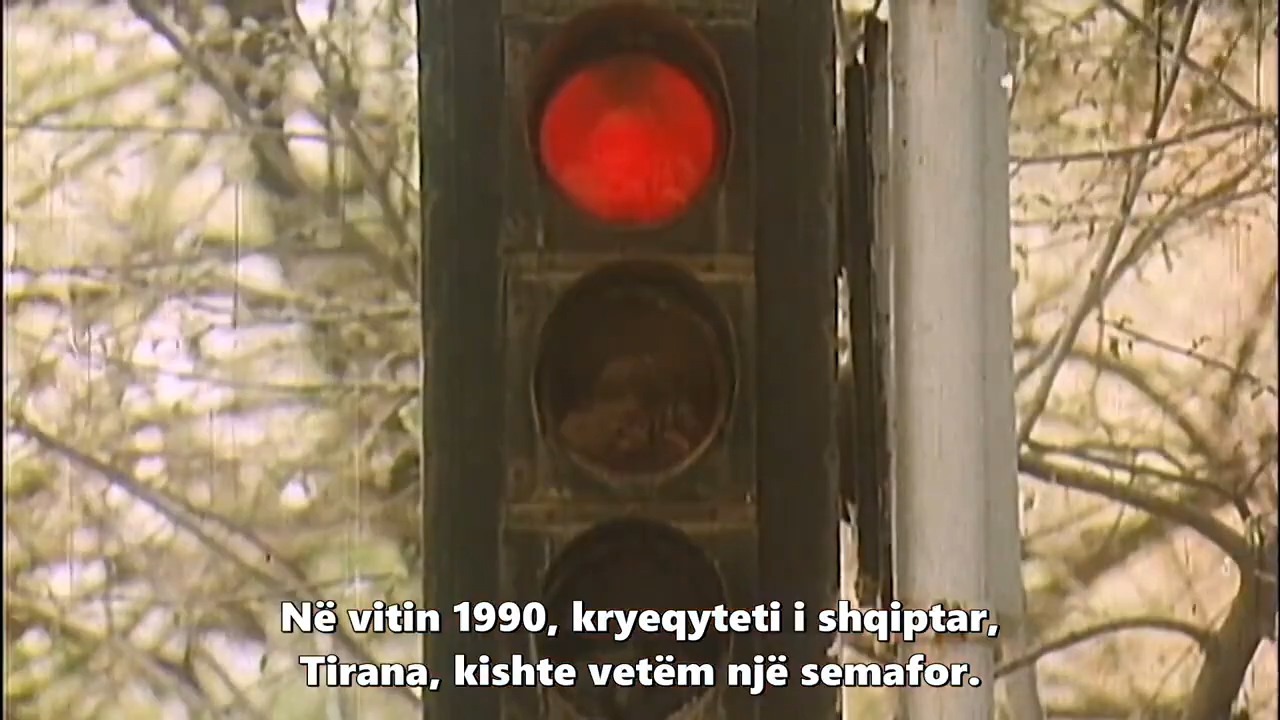 Në vitin 1990, kryeqyteti i shqiptar,
Tirana, kishte vetëm një semafor.